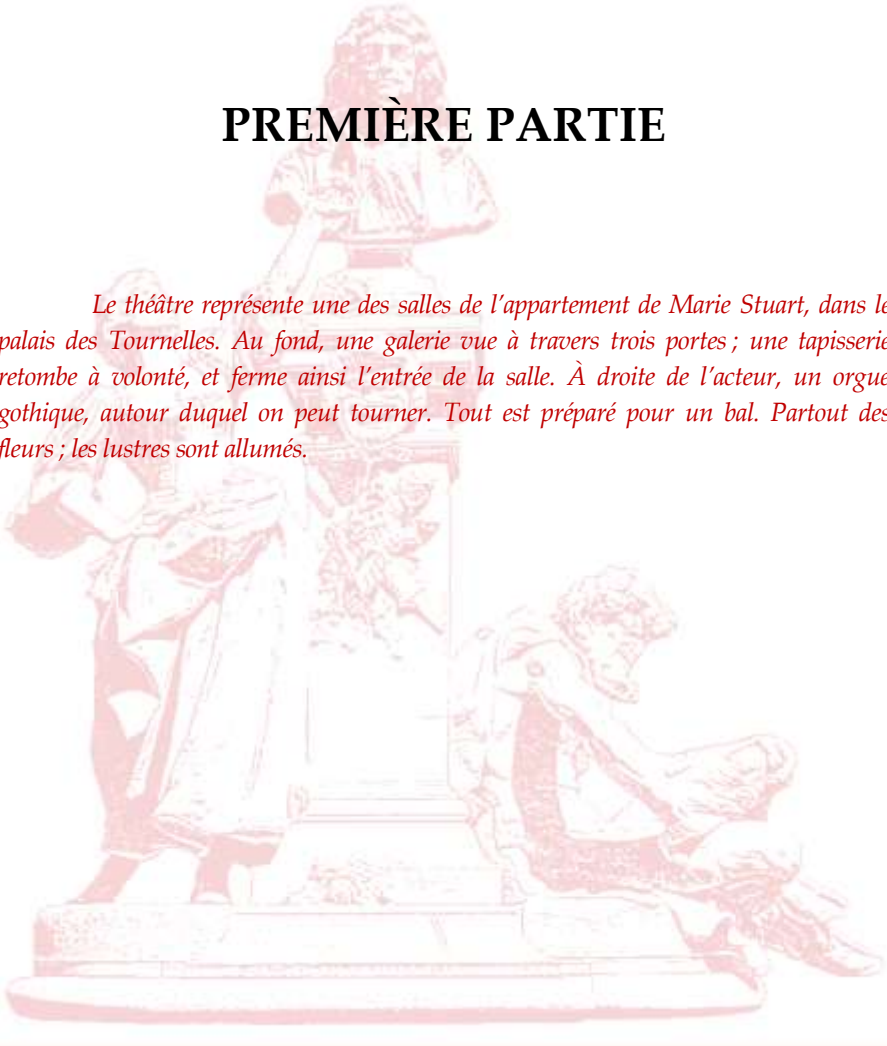 PREMIÈRE PARTIE
Le théâtre représente une des salles de l’appartement de Marie Stuart, dans le
palais des Tournelles. Au fond, une galerie vue à travers trois portes ; une tapisserie
retombe à volonté, et ferme ainsi l’entrée de la salle. À droite de l’acteur, un orgue
gothique, autour duquel on peut tourner. Tout est préparé pour un bal. Partout des
fleurs ; les lustres sont allumés.